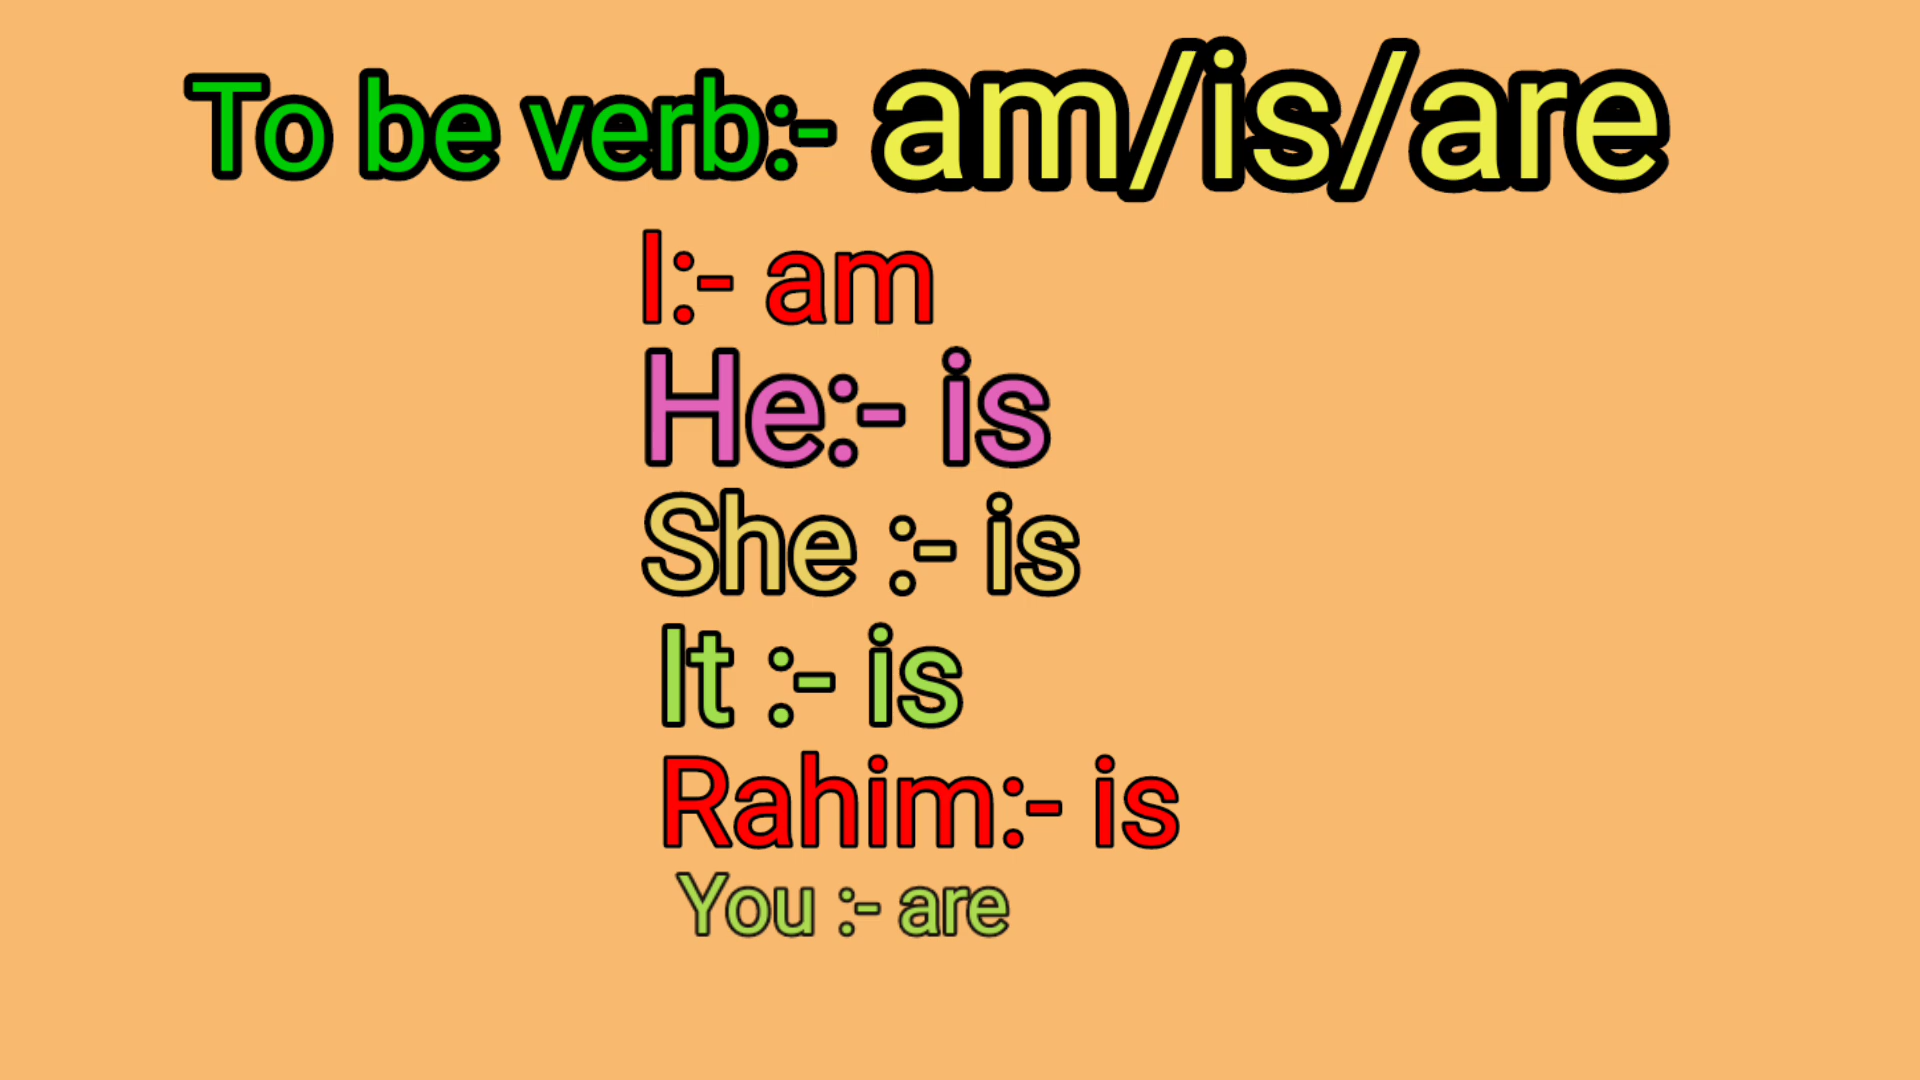 To be verb:- am/is/are
I:- am
He:- is
She :- is
It :- is
Rahim:- is
You :- are